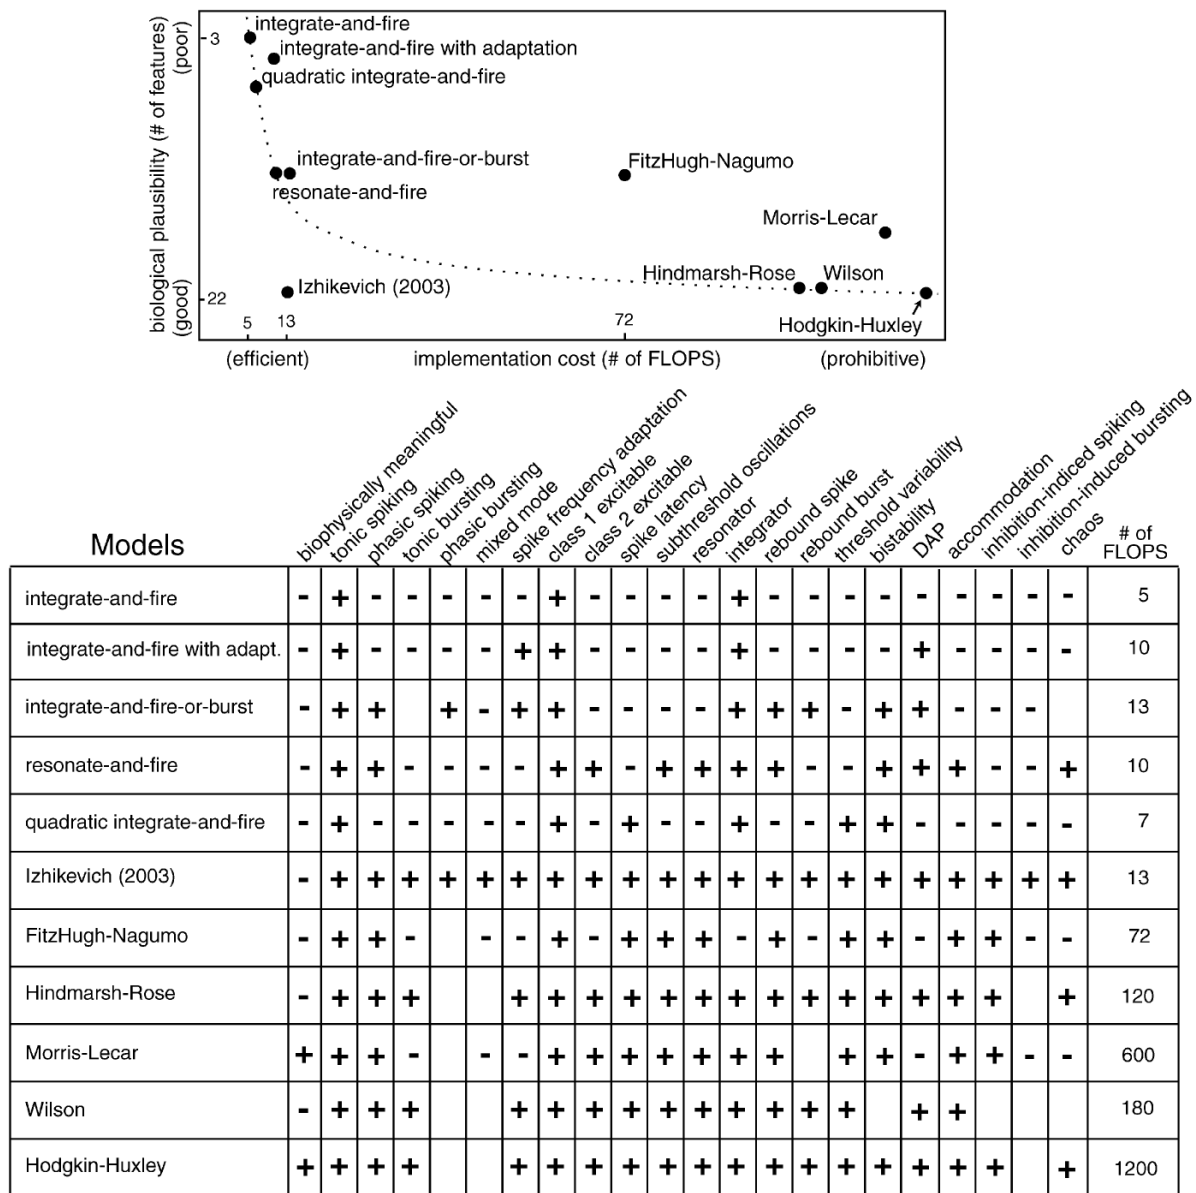 biological plausibility (# of features)
(poor)
(good)
3
22
integrate-and-fire
integrate-and-fire with adaptation
quadratic integrate-and-fire
integrate-and-fire-or-burst
resonate-and-fire
FitzHugh-Nagumo
Morris-Lecar
Hindmarsh-Rose
Wilson
Izhikevich (2003)
Hodgkin-Huxley
5 13 72
(efficient) implementation cost (# of FLOPS) (prohibitive)
Models
biophysically meaningful
tonic spiking
phasic spiking
tonic bursting
phasic bursting
mixed mode
spike frequency adaptation
class 1 excitable
class 2 excitable
spike latency
subthreshold oscillations
resonator
integrator
rebound spike
rebound burst
threshold variability
bistability
DAP
accommodation
inhibition-indiced spiking
inhibition-induced bursting
chaos
# of
FLOPS
integrate-and-fire - + - - - - - + - - - - + - - - - - - - - - 5
integrate-and-fire with adapt. - + - - - - + + - - - - + - - - - + - - - - 10
integrate-and-fire-or-burst - + + + - + + - - - - + + + - + + - - - 13
resonate-and-fire - + + - - - - + + - + + + + - - + + + - - + 10
quadratic integrate-and-fire - + - - - - - + - + - - + - - + + - - - - - 7
Izhikevich (2003) - + + + + + + + + + + + + + + + + + + + + + 13
FitzHugh-Nagumo - + + - - - + - + + + - + - + + - + + - - 72
Hindmarsh-Rose - + + + + + + + + + + + + + + + + + + 120
Morris-Lecar + + + - - - + + + + + + + + + - + + - - 600
Wilson - + + + + + + + + + + + + + + + 180
Hodgkin-Huxley + + + + + + + + + + + + + + + + + + + 1200